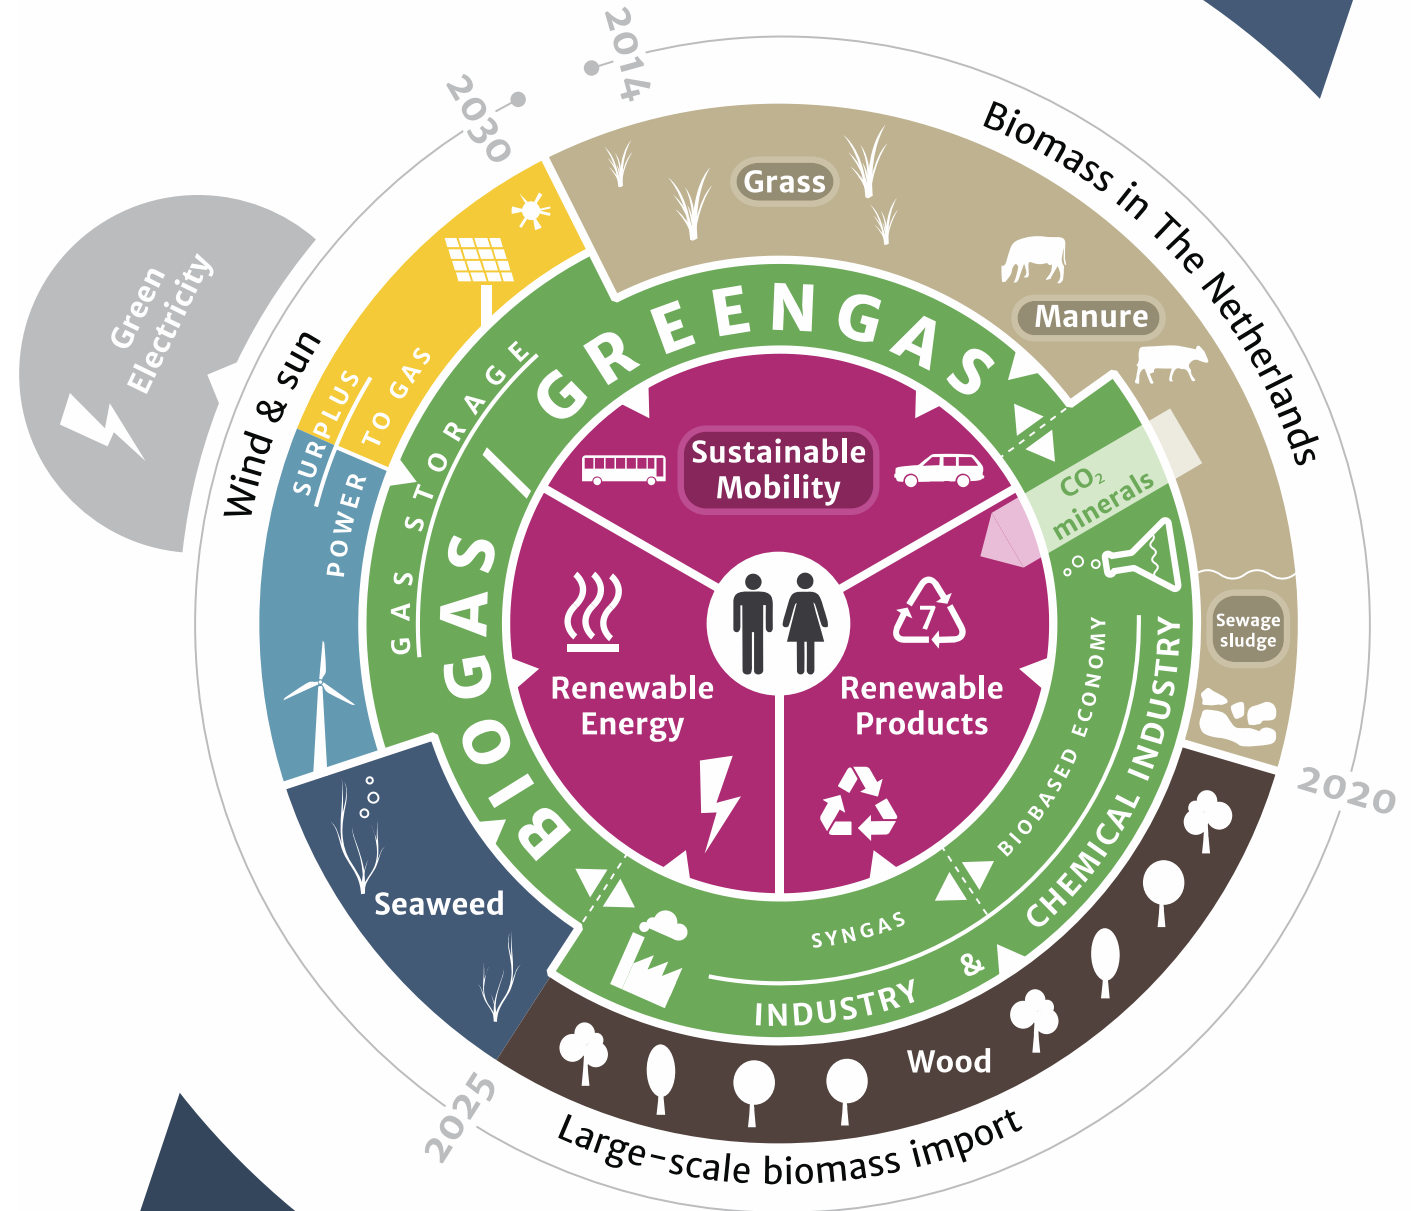 2014
2030
Biomass in The Netherlands
Grass
Manure
Green
Electricity
Wind & sun
SURPLUS
POWER TO GAS
GAS STORAGE
BIOGAS / GREENGAS
Sustainable
Mobility
CO₂
minerals
Renewable
Energy
7
Renewable
Products
Sewage
sludge
BIOBASED ECONOMY
SYNGAS
INDUSTRY & CHEMICAL INDUSTRY
2020
Seaweed
Wood
2025
Large-scale biomass import